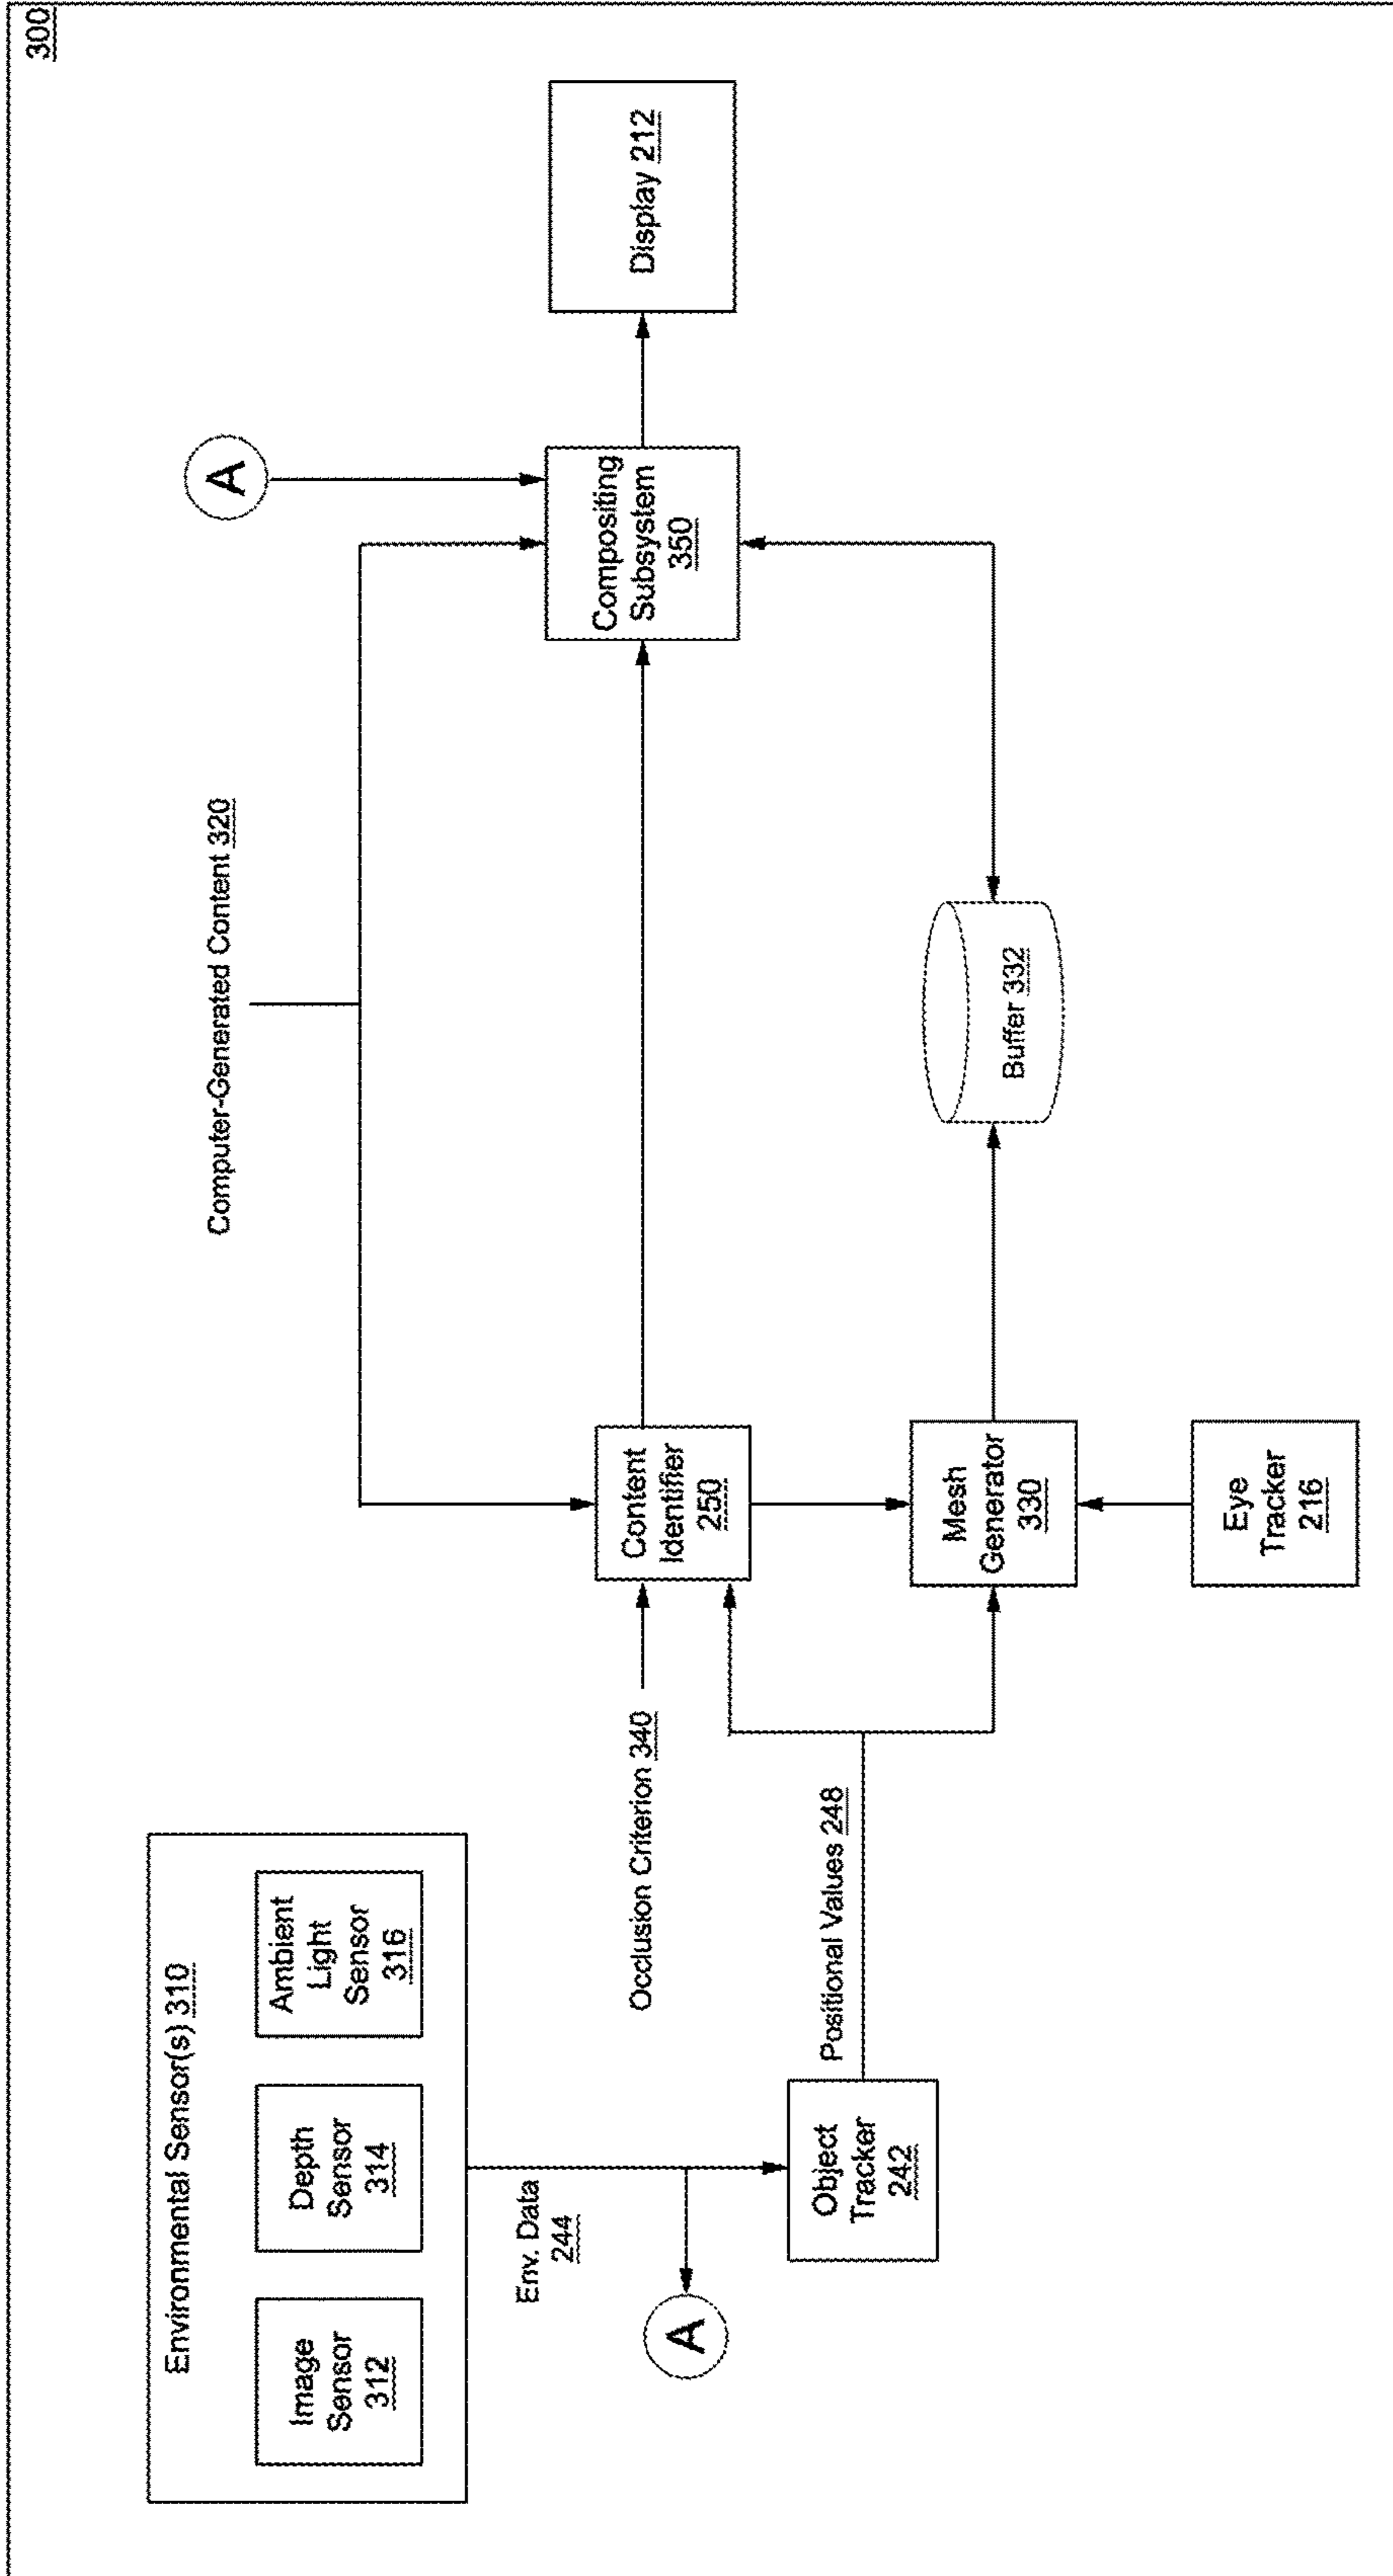 300
Environmental Sensor(s) 310
Image
Sensor
312
Depth
Sensor
314
Ambient
Light
Sensor
316
Env. Data
244
A
Object
Tracker
242
Positional Values 248
Occlusion Criterion 340
Computer-Generated Content 320
Content
Identifier
250
Mesh
Generator
330
Eye
Tracker
216
Buffer 332
A
Compositing
Subsystem
350
Display 212